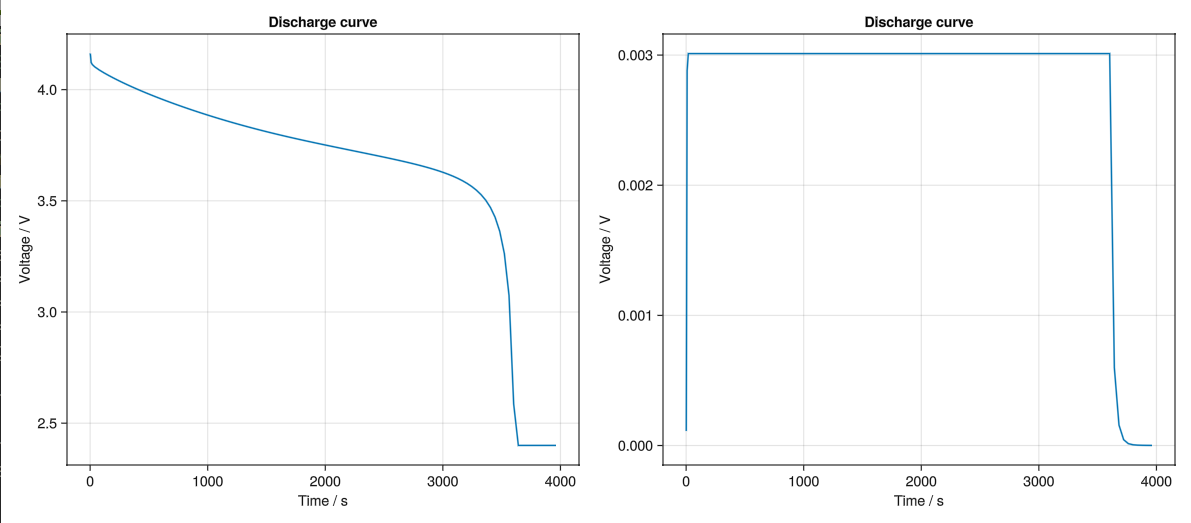 Discharge curve
Voltage / V
4.0
3.5
3.0
2.5
0 1000 2000 3000 4000
Time / s
Discharge curve
Voltage / V
0.003
0.002
0.001
0.000
0 1000 2000 3000 4000
Time / s